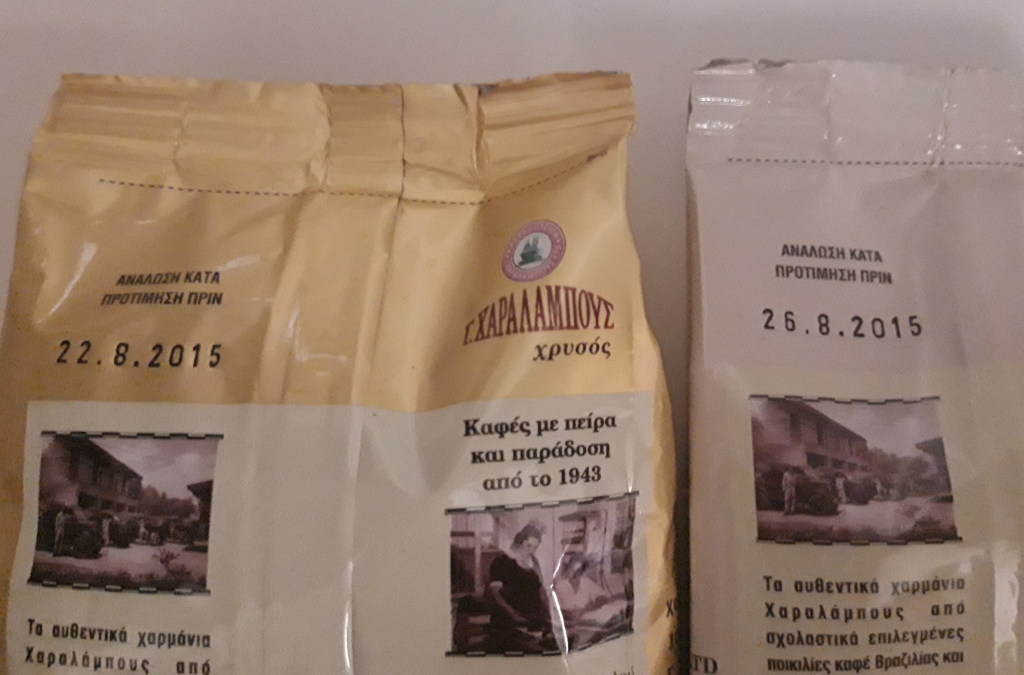 ΑΝΑΛΩΣΗ ΚΑΤΑ
ΠΡΟΤΙΜΗΣΗ ΠΡΙΝ
22.8.2015
Γ. ΧΑΡΑΛΑΜΠΟΥΣ
χρυσός
Καφές με πείρα
και παράδοση
από το 1943
Τα αυθεντικά χαρμάνια
Χαραλάμπους από
ΑΝΑΛΩΣΗ ΚΑΤΑ
ΠΡΟΤΙΜΗΣΗ ΠΡΙΝ
26.8.2015
Τα αυθεντικά χαρμάνια
Χαραλάμπους από
σχολαστικά επιλεγμένες
ποικιλίες καφέ Βραζιλίας και